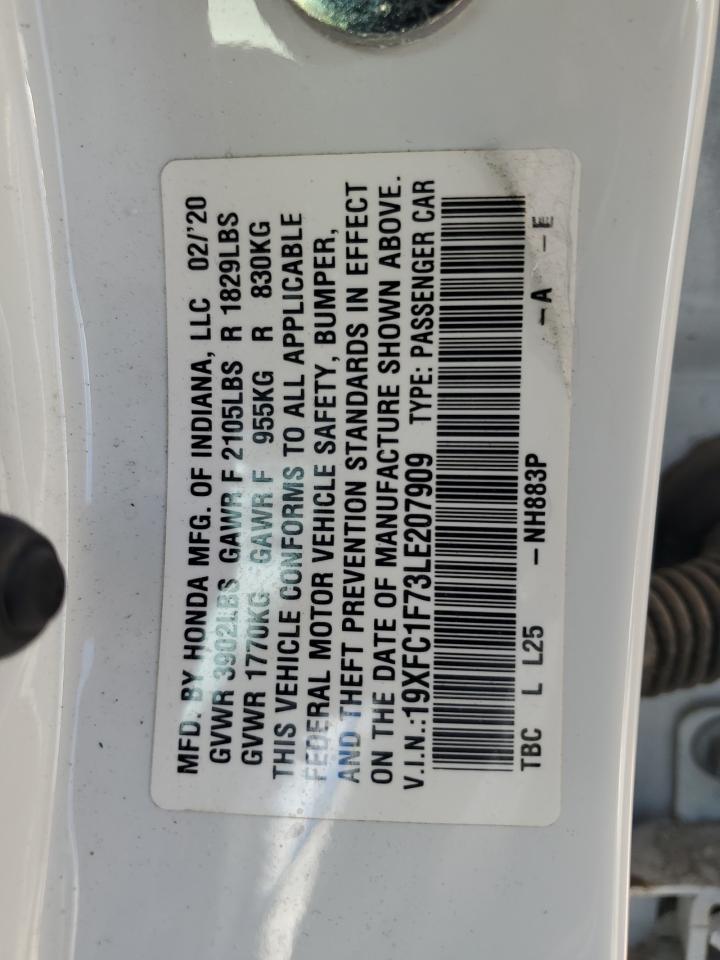 MFD. BY HONDA MFG. OF INDIANA, LLC 02/'20
GVWR 3902LBS GAWR F 2105LBS R 1829LBS
GVWR 1770KG GAWR F 955KG R 830KG
THIS VEHICLE CONFORMS TO ALL APPLICABLE
FEDERAL MOTOR VEHICLE SAFETY, BUMPER,
AND THEFT PREVENTION STANDARDS IN EFFECT
ON THE DATE OF MANUFACTURE SHOWN ABOVE.
V.I.N.:19XFC1F73LE207909 TYPE: PASSENGER CAR
TBC L L25 -NH883P -A -E